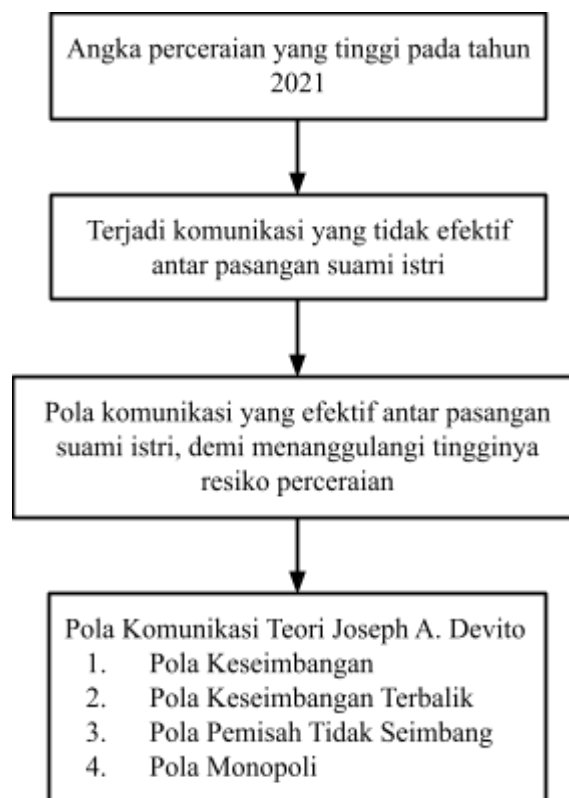 Angka perceraian yang tinggi pada tahun
2021
Terjadi komunikasi yang tidak efektif
antar pasangan suami istri
Pola komunikasi yang efektif antar pasangan
suami istri, demi menanggulangi tingginya
resiko perceraian
Pola Komunikasi Teori Joseph A. Devito
1. Pola Keseimbangan
2. Pola Keseimbangan Terbalik
3. Pola Pemisah Tidak Seimbang
4. Pola Monopoli